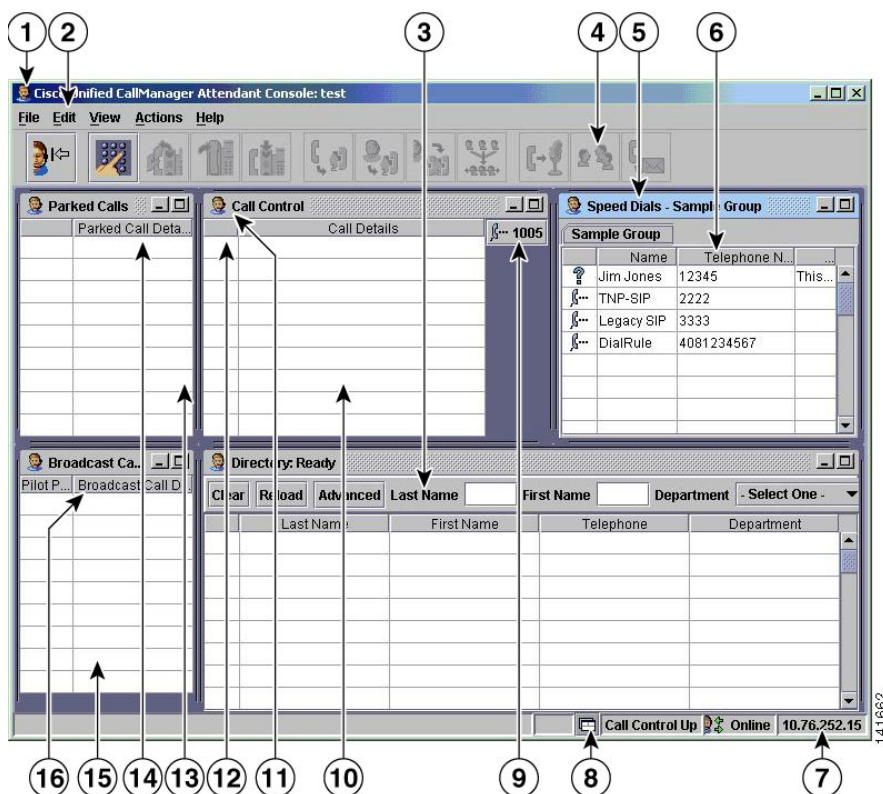 1 2 3 4 5 6
Cisco Unified CallManager Attendant Console: test
File Edit View Actions Help
Parked Calls
Parked Call Deta...
Call Control
Call Details
1005
Speed Dials - Sample Group
Sample Group
Name Telephone N... ...
Jim Jones 12345 This...
TNP-SIP 2222
Legacy SIP 3333
DialRule 4081234567
Broadcast Ca...
Pilot P... Broadcast Call D...
Directory: Ready
Clear Reload Advanced Last Name First Name Department - Select One -
Last Name First Name Telephone Department
Call Control Up Online 10.76.252.15
141662
16 15 14 13 12 11 10 9 8 7